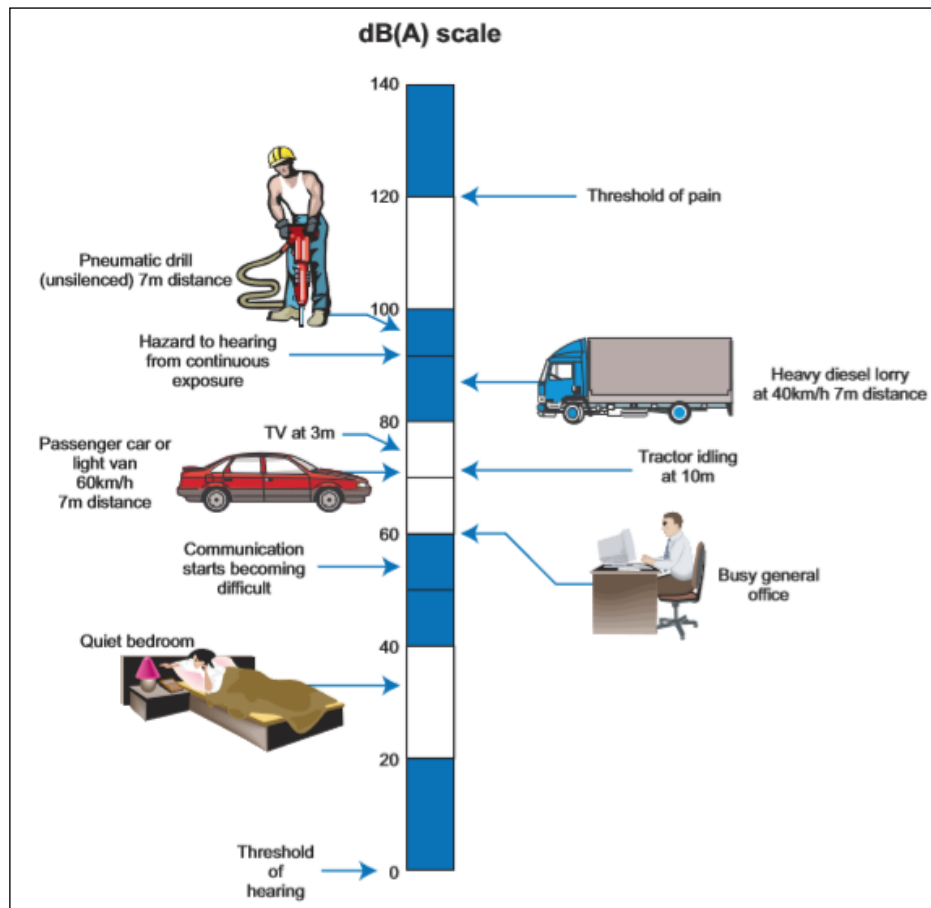 dB(A) scale
140
120
Threshold of pain
Pneumatic drill
(unsilenced) 7m distance
100
Hazard to hearing
from continuous
exposure
Heavy diesel lorry
at 40km/h 7m distance
80
TV at 3m
Passenger car or
light van
60km/h
7m distance
Tractor idling
at 10m
60
Communication
starts becoming
difficult
Busy general
office
Quiet bedroom
40
20
Threshold
of
hearing
0